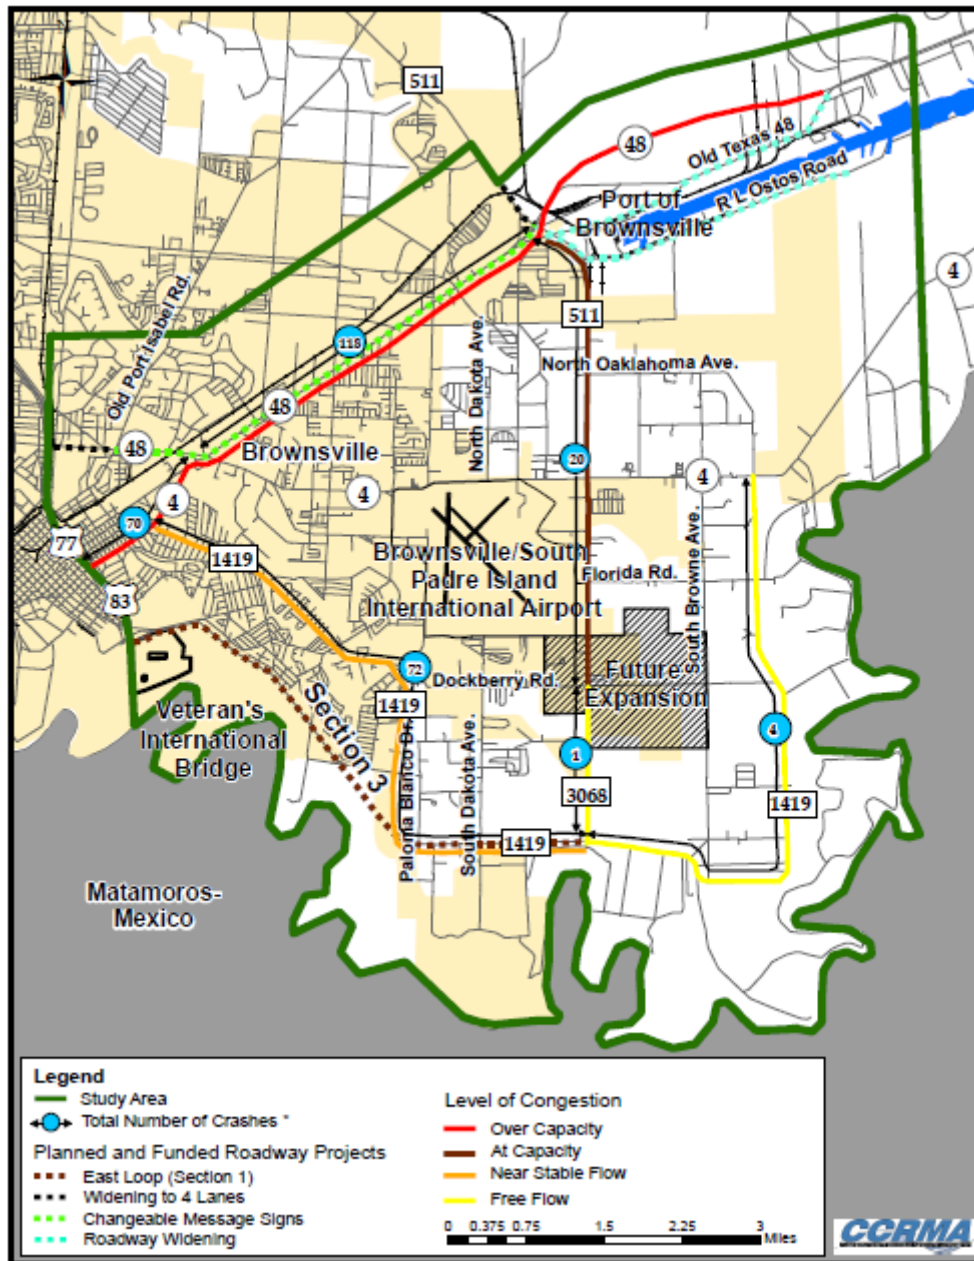 511
48
Old Texas 48
R L Ostos Road
Port of
Brownsville
4
Old Port Isabel Rd.
118
511
North Dakota Ave.
North Oaklahoma Ave.
48
48
Brownsville
20
4
4
4
70
77
1419
Brownsville/South
Padre Island
International Airport
Florida Rd.
South Browne Ave.
83
72
Dockberry Rd.
Future
Expansion
Section 3
1419
Veteran's
International
Bridge
Paloma Blanco Dr.
South Dakota Ave.
1
4
3068
1419
1419
Matamoros-
Mexico
Legend
Study Area
Total Number of Crashes *
Planned and Funded Roadway Projects
East Loop (Section 1)
Widening to 4 Lanes
Changeable Message Signs
Roadway Widening
Level of Congestion
Over Capacity
At Capacity
Near Stable Flow
Free Flow
0 0.375 0.75 1.5 2.25 3
Miles
CCRMA